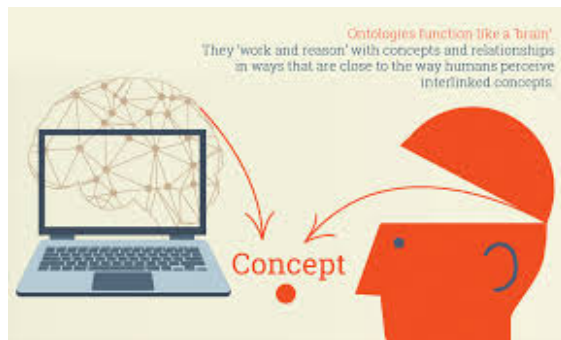 Ontologies function like a 'brain'.
They 'work and reason' with concepts and relationships
in ways that are close to the way humans perceive
interlinked concepts.
Concept